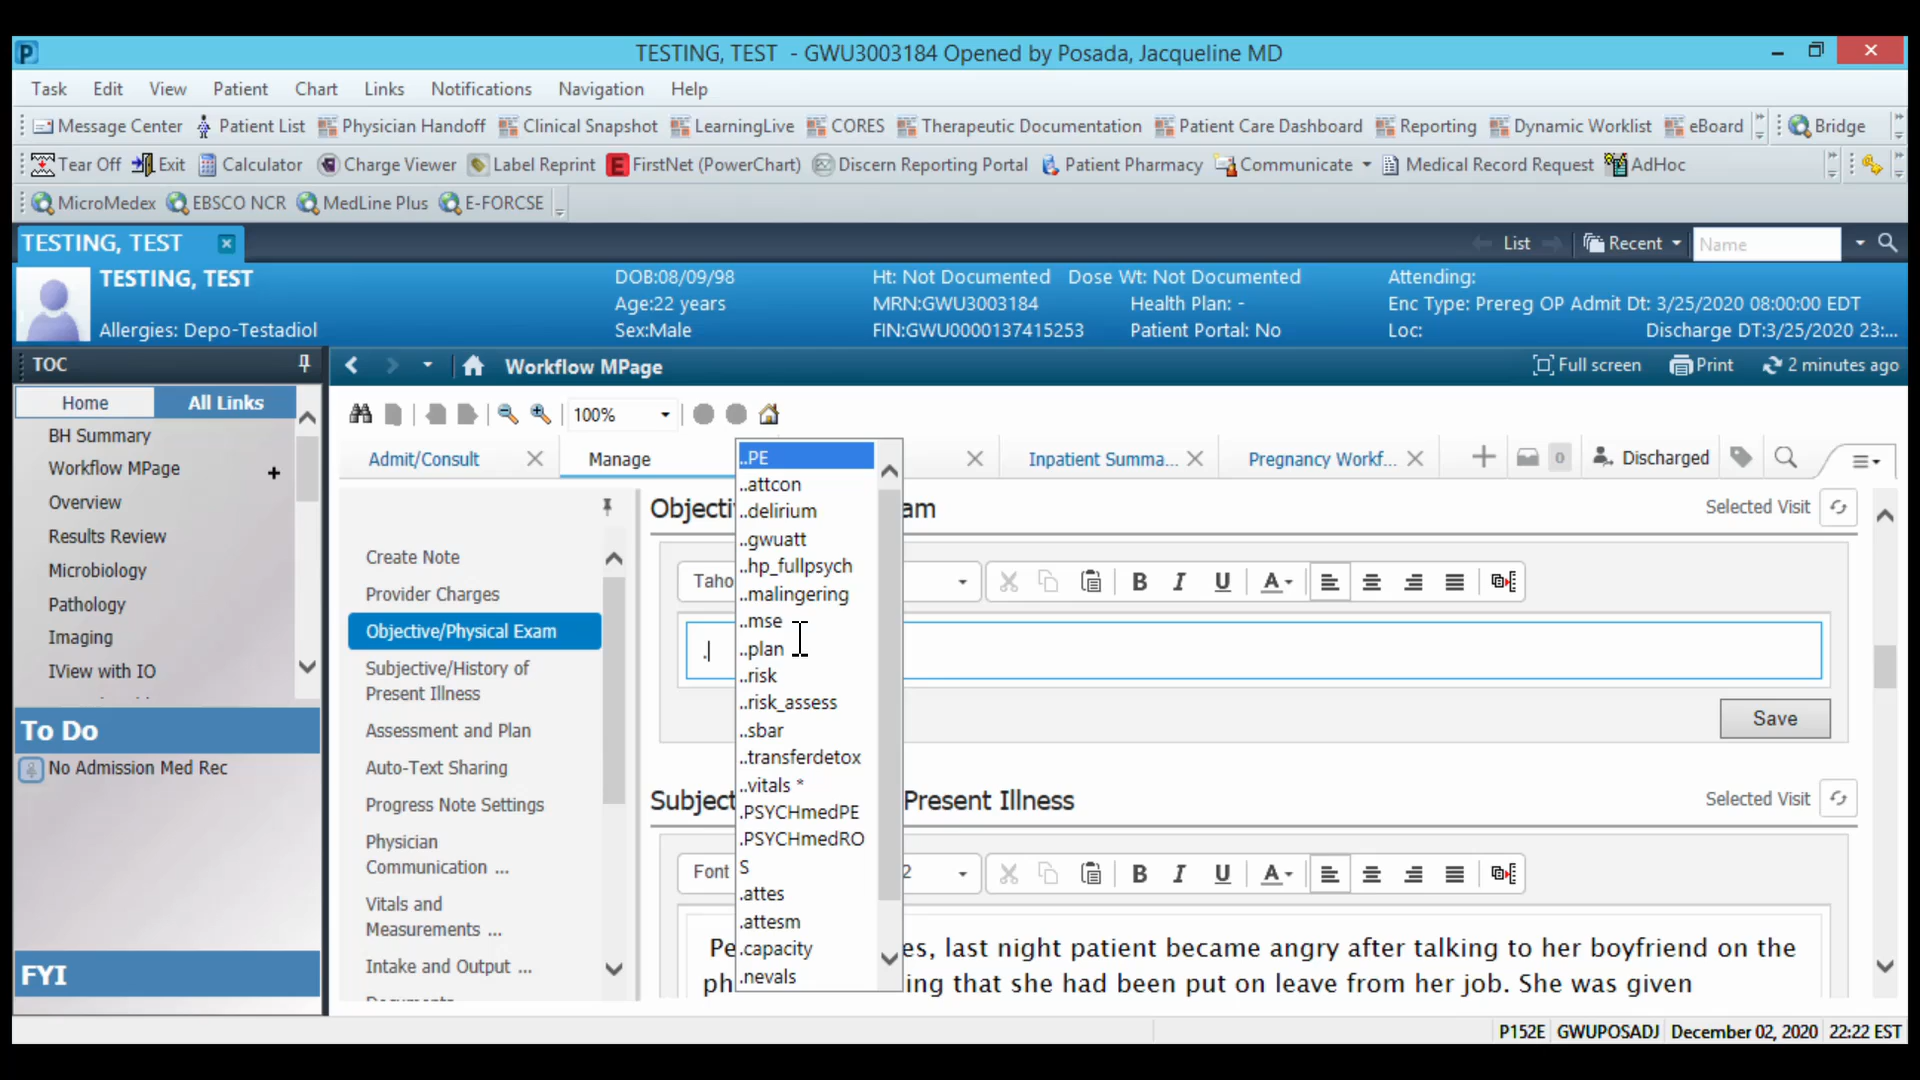 TESTING, TEST - GWU3003184 Opened by Posada, Jacqueline MD
Task Edit View Patient Chart Links Notifications Navigation Help
Message Center Patient List Physician Handoff Clinical Snapshot LearningLive CORES Therapeutic Documentation Patient Care Dashboard Reporting Dynamic Worklist eBoard Bridge
Tear Off Exit Calculator Charge Viewer Label Reprint FirstNet (PowerChart) Discern Reporting Portal Patient Pharmacy Communicate Medical Record Request AdHoc
MicroMedex EBSCO NCR MedLine Plus E-FORCSE
TESTING, TEST List Recent Name
TESTING, TEST DOB:08/09/98 Ht: Not Documented Dose Wt: Not Documented Attending:
Age:22 years MRN:GWU3003184 Health Plan: - Enc Type: Prereg OP Admit Dt: 3/25/2020 08:00:00 EDT
Allergies: Depo-Testadiol Sex:Male FIN:GWU0000137415253 Patient Portal: No Loc: Discharge DT:3/25/2020 23:...
TOC
Home All Links
BH Summary
Workflow MPage +
Overview
Results Review
Microbiology
Pathology
Imaging
IView with IO
To Do
No Admission Med Rec
FYI
Workflow MPage Full screen Print 2 minutes ago
100%
Admit/Consult Manage Inpatient Summa... Pregnancy Workf... 0 Discharged
Create Note
Provider Charges
Objective/Physical Exam
Subjective/History of
Present Illness
Assessment and Plan
Auto-Text Sharing
Progress Note Settings
Physician
Communication ...
Vitals and
Measurements ...
Intake and Output ...
Objecti am Selected Visit
Taho B I U A
.
Save
..PE
..attcon
..delirium
..gwuatt
..hp_fullpsych
..malingering
..mse
..plan
..risk
..risk_assess
..sbar
..transferdetox
..vitals *
.PSYCHmedPE
.PSYCHmedRO
S
.attes
.attesm
.capacity
.nevals
Subject Present Illness Selected Visit
Font 2 B I U A
Pe es, last night patient became angry after talking to her boyfriend on the
ph ing that she had been put on leave from her job. She was given
P152E GWUPOSADJ December 02, 2020 22:22 EST